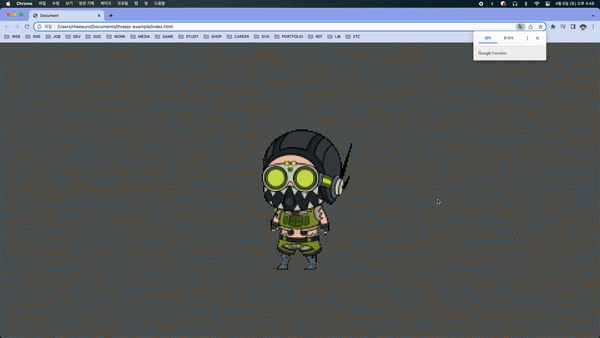 Chrome 파일 수정 보기 방문 기록 북마크 프로필 탭 창 도움말
4월 8일 (토) 오후 4:48
Document
파일 /Users/rheeeuro/Documents/threejs-example/index.html
WEB SNS JOB DEV DOC MEDIA GAME STUDY SHOP CAREER SVG PORTFOLIO REF LIB ETC
영어 한국어
Google Translate